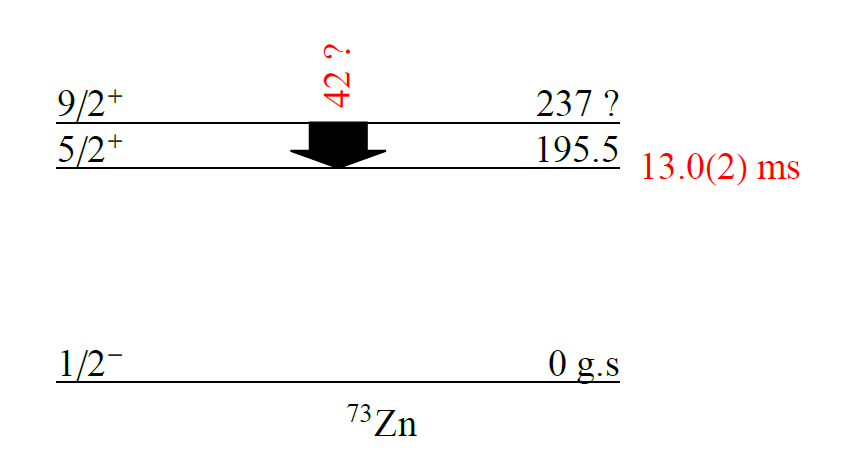 42 ?
9/2⁺ 237 ?
5/2⁺ 195.5
13.0(2) ms
1/2⁻ 0 g.s
⁷³Zn